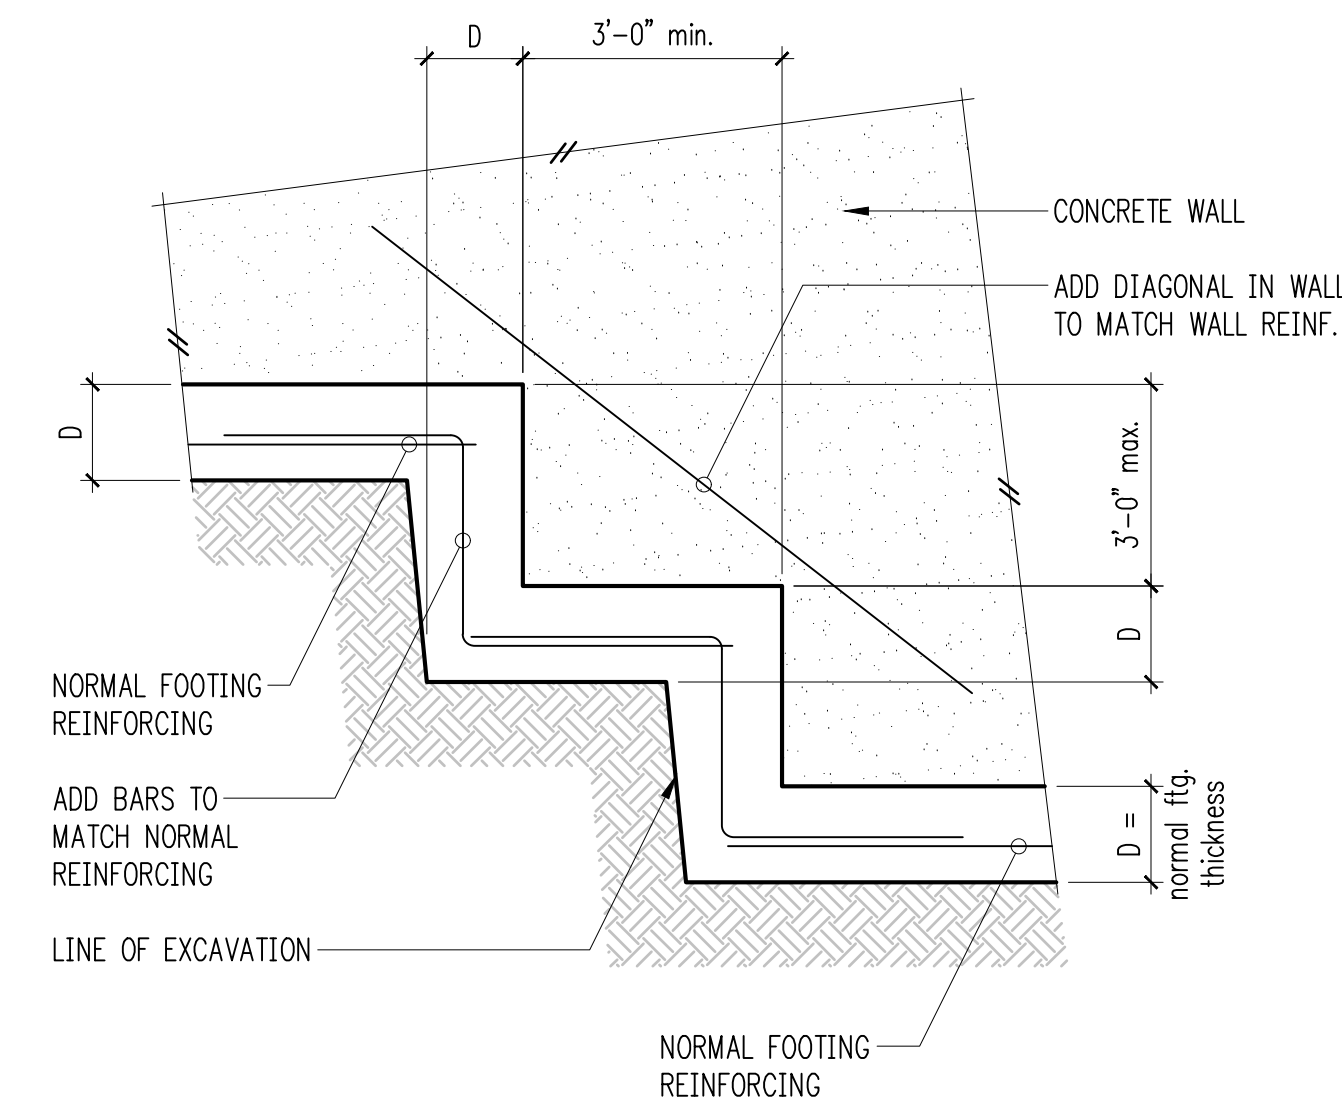 D
3'-0" min.
CONCRETE WALL
ADD DIAGONAL IN WALL
TO MATCH WALL REINF.
D
3'-0" max.
D
NORMAL FOOTING
REINFORCING
ADD BARS TO
MATCH NORMAL
REINFORCING
D =
normal ftg.
thickness
LINE OF EXCAVATION
NORMAL FOOTING
REINFORCING